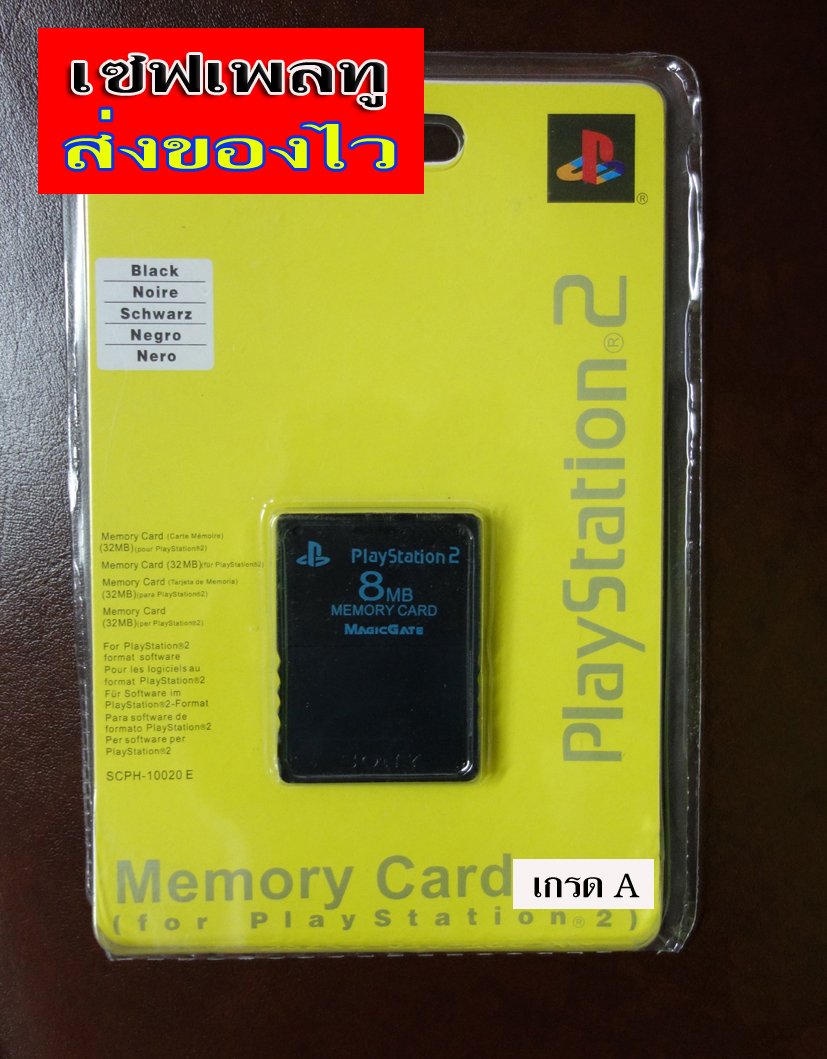 เซฟเพลทู
ส่งของไว
®
Black
Noire
Schwarz
Negro
Nero
PlayStation®2
Memory Card (Carte Mémoire)
(32MB)(pour PlayStation®2)
Memory Card (32MB)(für PlayStation®2)
Memory Card (Tarjeta de Memoria)
(32MB)(para PlayStation®2)
Memory Card
(32MB)(per PlayStation®2)
For PlayStation®2
format software
Pour les logiciels au
format PlayStation®2
Für Software im
PlayStation®2-Format
Para software de
formato PlayStation®2
Per software per
PlayStation®2
SCPH-10020 E
PlayStation 2
8MB
MEMORY CARD
MAGICGATE
SONY
Memory Card
เกรด A
(for PlayStation®2)